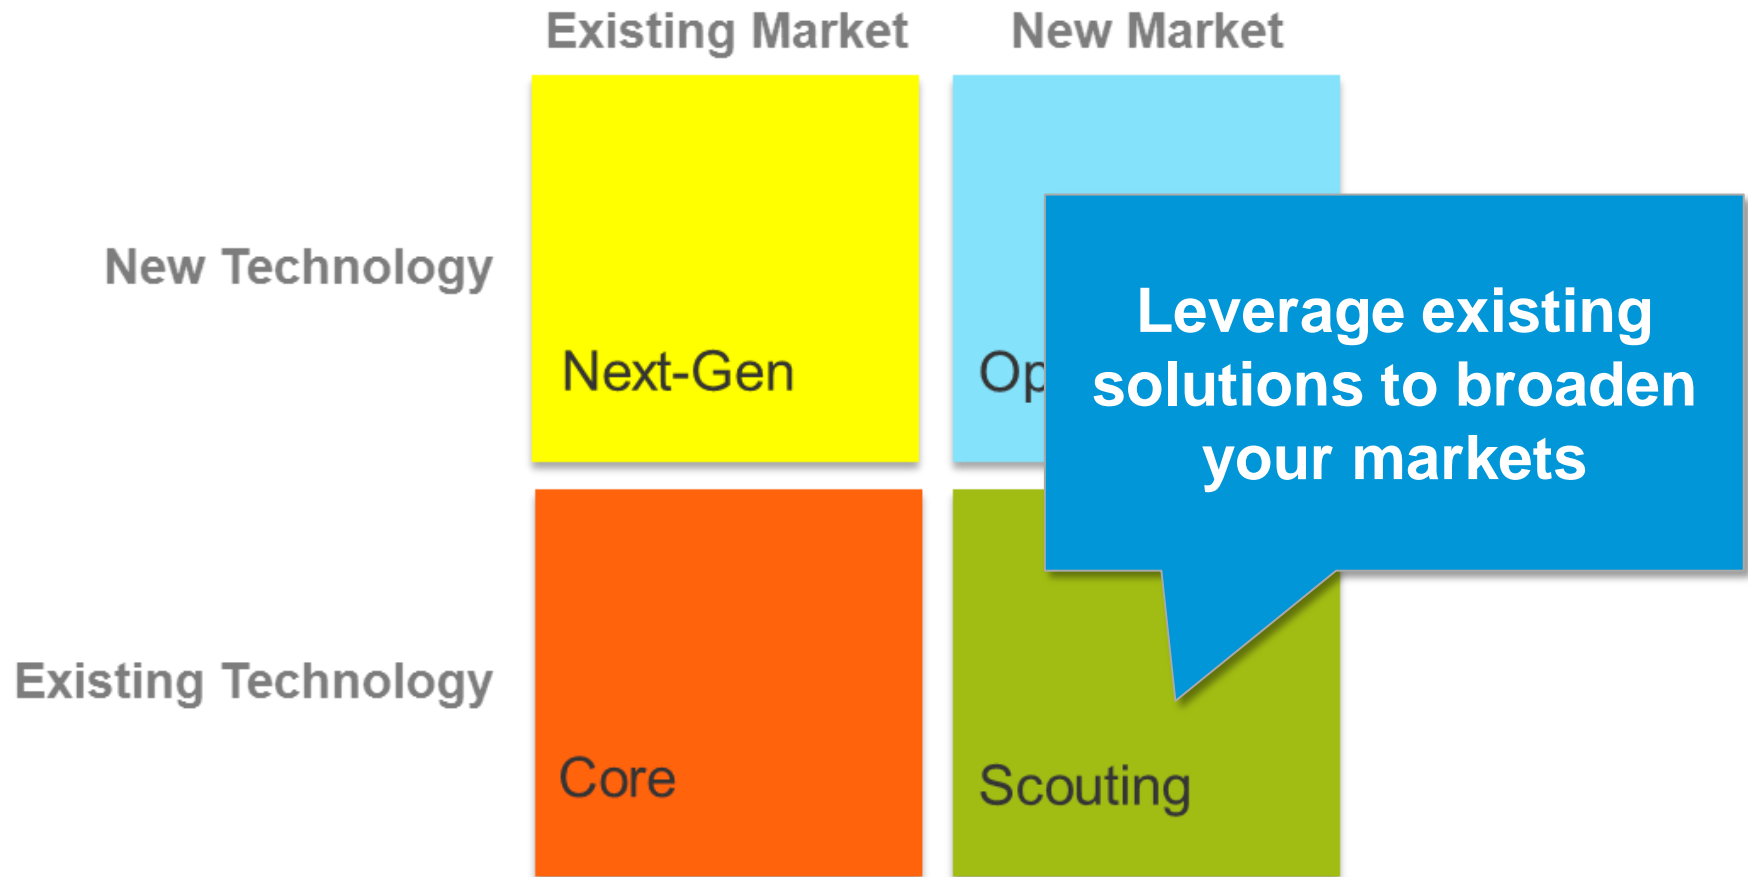 Existing Market New Market
New Technology
Next-Gen
Leverage existing
solutions to broaden
your markets
Existing Technology
Core
Scouting